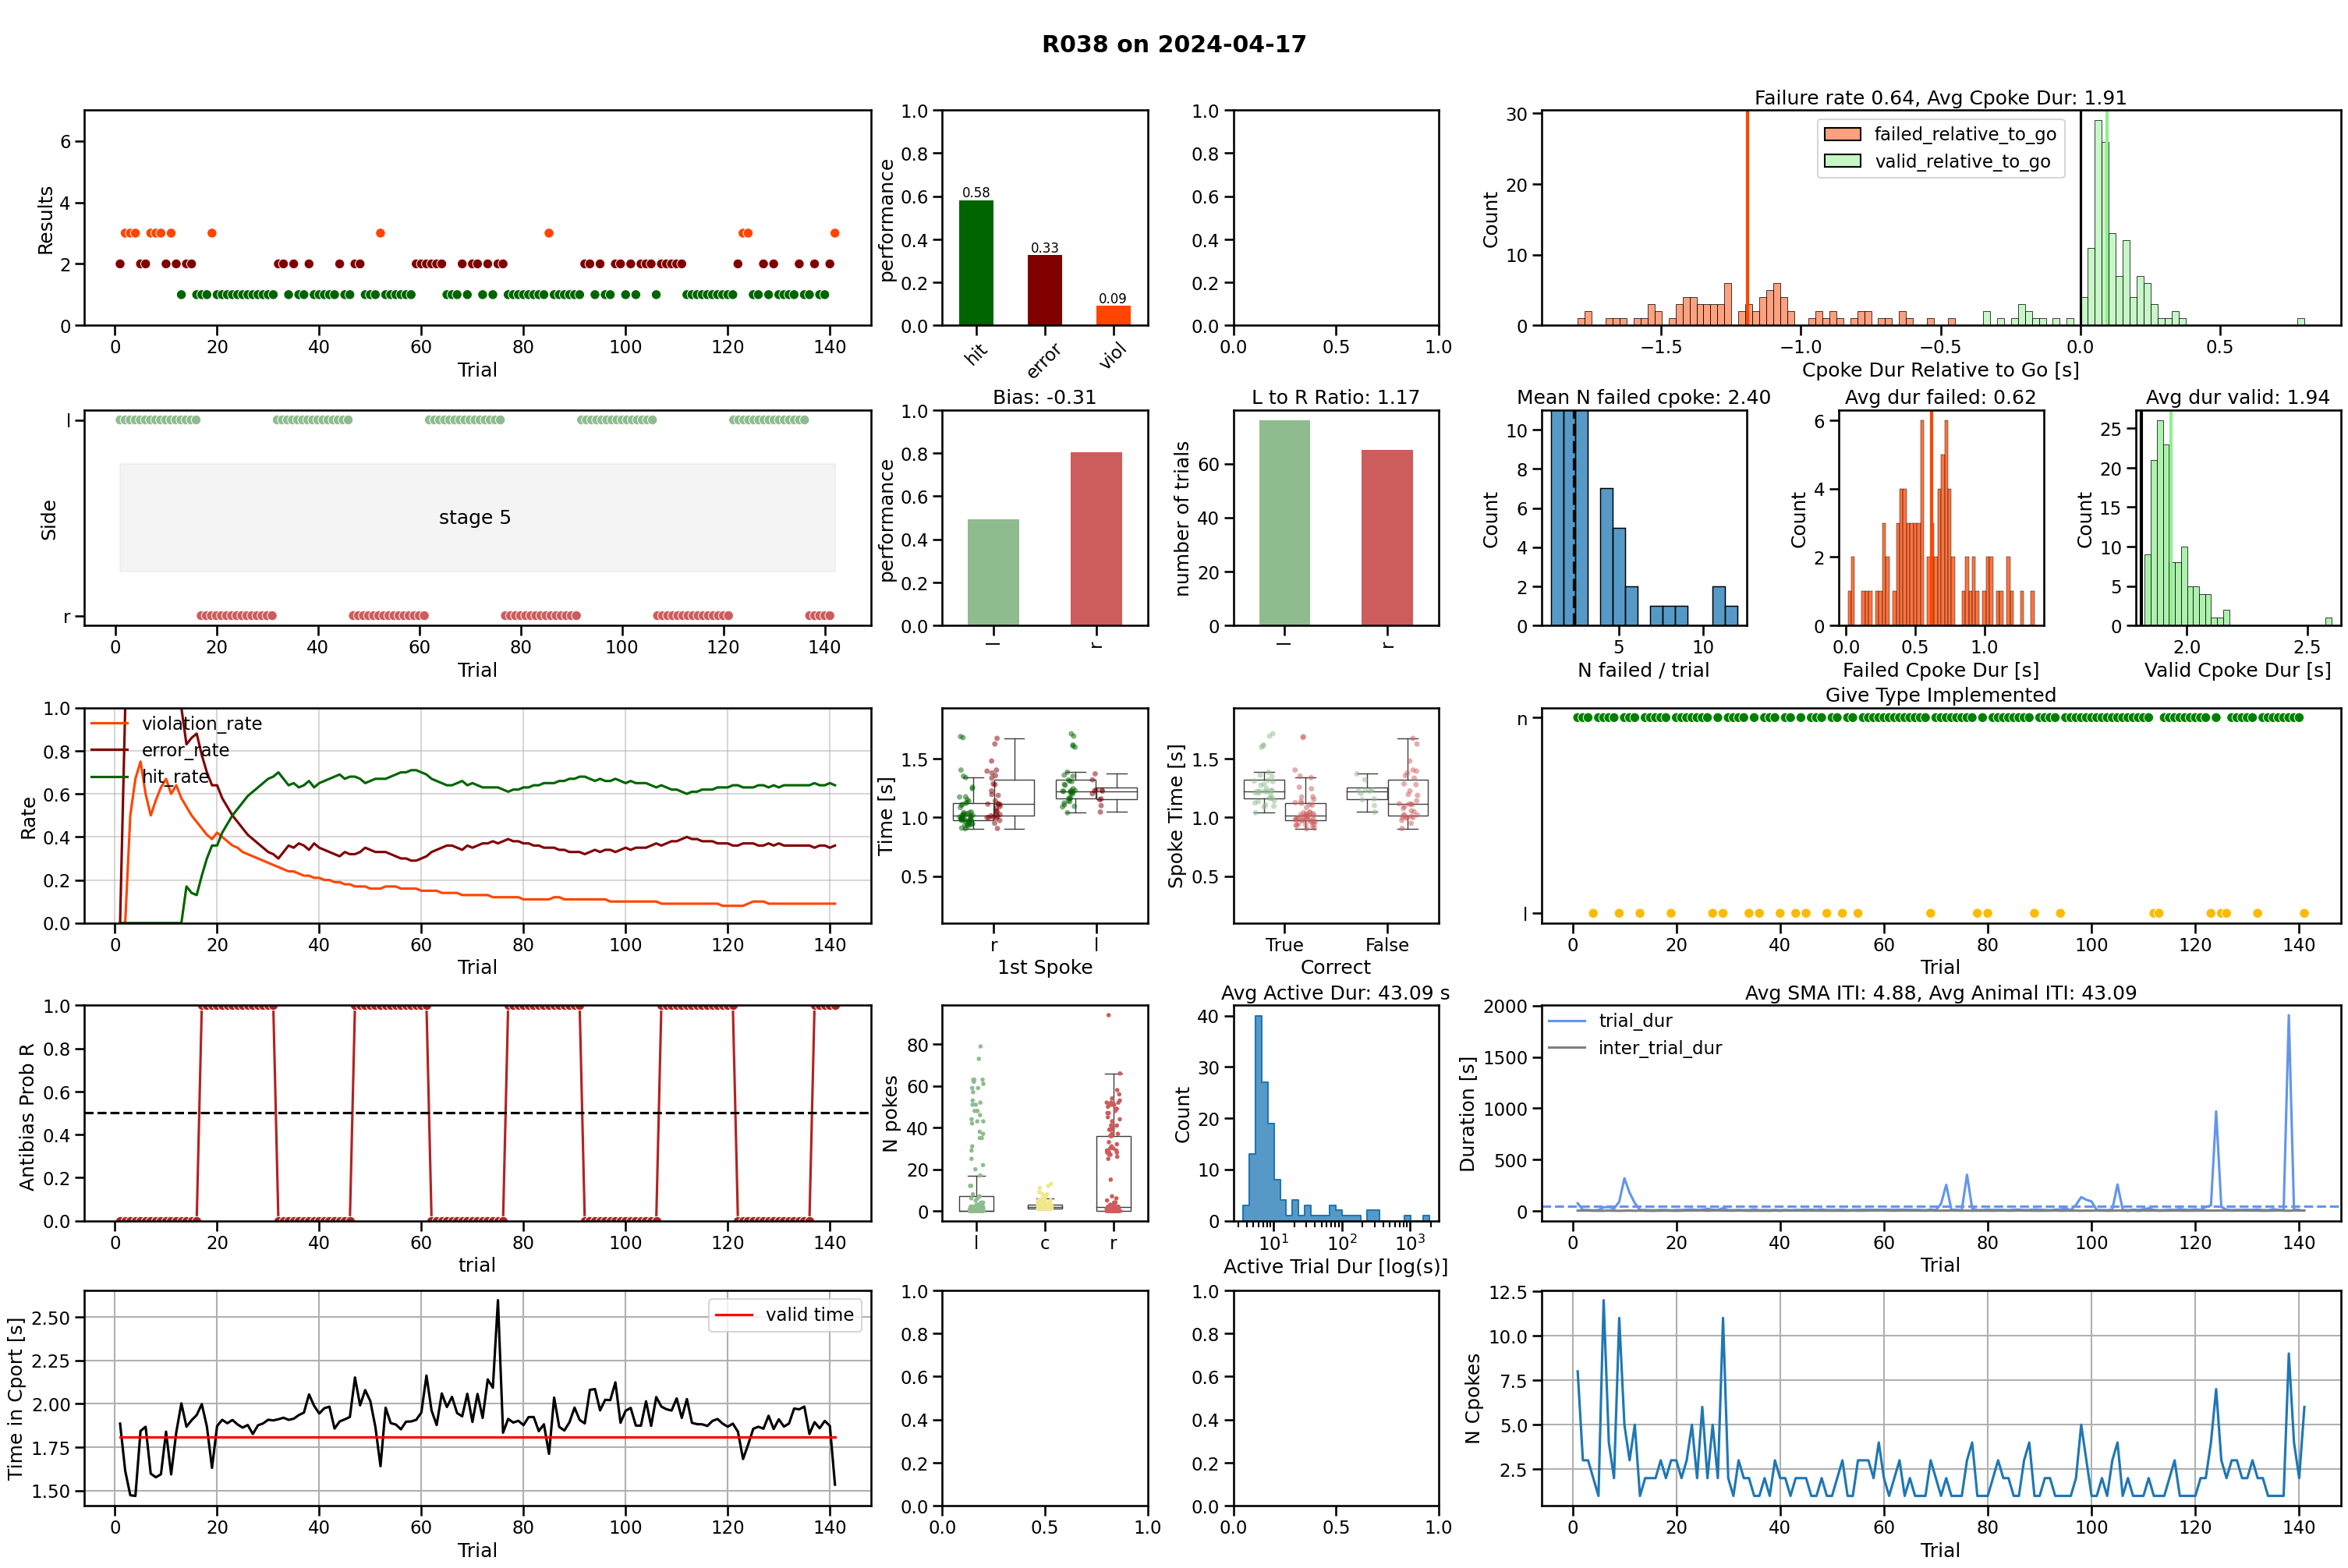 R038 on 2024-04-17
Results
6
4
2
0
0 20 40 60 80 100 120 140
Trial
performance
1.0
0.8
0.6
0.4
0.2
0.0
0.58
0.33
0.09
hit error viol
1.0
0.8
0.6
0.4
0.2
0.0
0.0 0.5 1.0
Failure rate 0.64, Avg Cpoke Dur: 1.91
failed_relative_to_go
valid_relative_to_go
Count
30
20
10
0
−1.5 −1.0 −0.5 0.0 0.5
Cpoke Dur Relative to Go [s]
Side
l
r
stage 5
0 20 40 60 80 100 120 140
Trial
Bias: -0.31
performance
1.0
0.8
0.6
0.4
0.2
0.0
l r
L to R Ratio: 1.17
number of trials
60
40
20
0
l r
Mean N failed cpoke: 2.40
Count
10
8
6
4
2
0
5 10
N failed / trial
Avg dur failed: 0.62
Count
6
4
2
0
0.0 0.5 1.0
Failed Cpoke Dur [s]
Avg dur valid: 1.94
Count
25
20
15
10
5
0
2.0 2.5
Valid Cpoke Dur [s]
Rate
1.0
0.8
0.6
0.4
0.2
0.0
violation_rate
error_rate
hit_rate
0 20 40 60 80 100 120 140
Trial
Time [s]
1.5
1.0
0.5
r l
1st Spoke
Spoke Time [s]
1.5
1.0
0.5
True False
Correct
Give Type Implemented
n
l
0 20 40 60 80 100 120 140
Trial
Antibias Prob R
1.0
0.8
0.6
0.4
0.2
0.0
0 20 40 60 80 100 120 140
trial
N pokes
80
60
40
20
0
l c r
Avg Active Dur: 43.09 s
Count
40
30
20
10
0
10¹ 10² 10³
Active Trial Dur [log(s)]
Avg SMA ITI: 4.88, Avg Animal ITI: 43.09
trial_dur
inter_trial_dur
Duration [s]
2000
1500
1000
500
0
0 20 40 60 80 100 120 140
Trial
Time in Cport [s]
2.50
2.25
2.00
1.75
1.50
valid time
0 20 40 60 80 100 120 140
Trial
1.0
0.8
0.6
0.4
0.2
0.0
0.0 0.5 1.0
1.0
0.8
0.6
0.4
0.2
0.0
0.0 0.5 1.0
N Cpokes
12.5
10.0
7.5
5.0
2.5
0 20 40 60 80 100 120 140
Trial